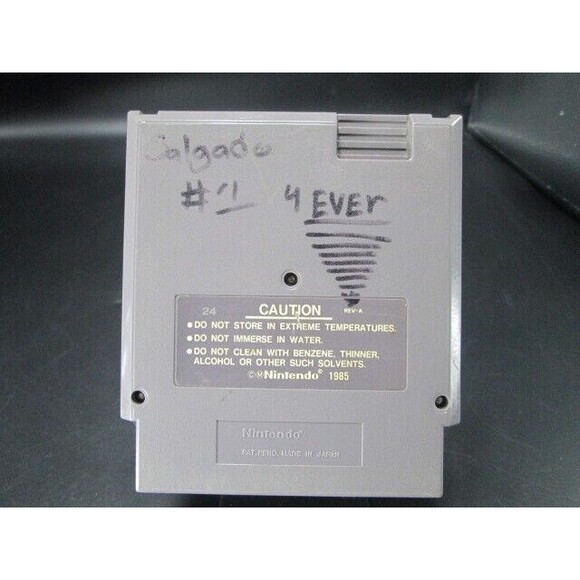 Salgado
#1 4 EVER
24 CAUTION REV-A
•DO NOT STORE IN EXTREME TEMPERATURES.
•DO NOT IMMERSE IN WATER.
•DO NOT CLEAN WITH BENZENE, THINNER,
ALCOHOL OR OTHER SUCH SOLVENTS.
©ⓂNintendo® 1985
Nintendo®
PAT. PEND. MADE IN JAPAN